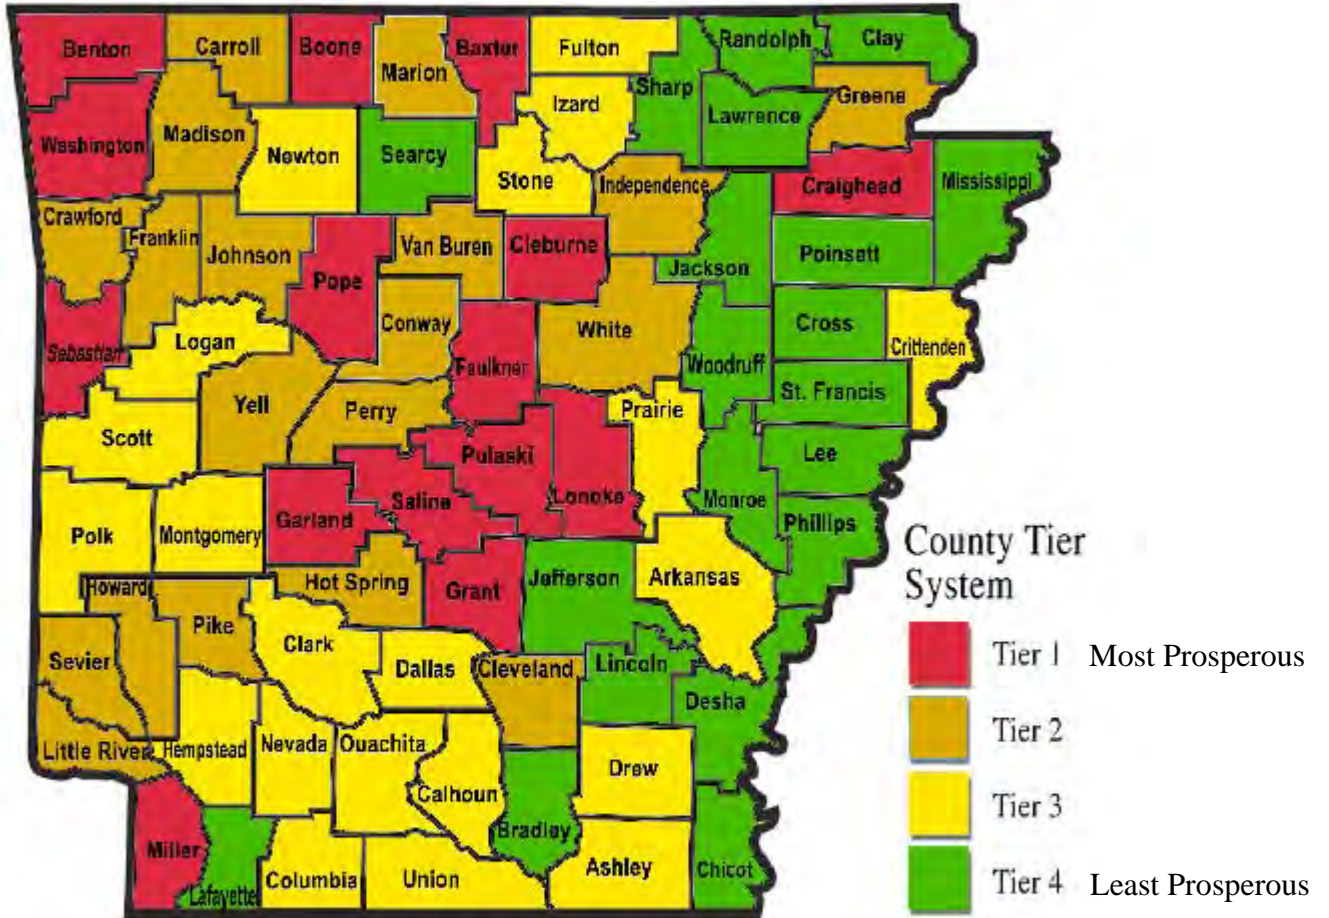 Benton
Carroll
Boone
Marion
Baxter
Fulton
Sharp
Randolph
Clay
Izard
Lawrence
Greene
Washington
Madison
Newton
Searcy
Stone
Independence
Craighead
Mississippi
Crawford
Franklin
Johnson
Pope
Van Buren
Cleburne
Jackson
Poinsett
Sebastian
Logan
Conway
Faulkner
White
Woodruff
Cross
Crittenden
Scott
Yell
Perry
Pulaski
Lonoke
Prairie
St. Francis
Lee
Polk
Montgomery
Garland
Saline
Monroe
Phillips
Howard
Pike
Hot Spring
Grant
Jefferson
Arkansas
Sevier
Clark
Dallas
Cleveland
Lincoln
Desha
Little River
Hempstead
Nevada
Ouachita
Calhoun
Bradley
Drew
Miller
Lafayette
Columbia
Union
Ashley
Chicot
County Tier
System
Tier 1 Most Prosperous
Tier 2
Tier 3
Tier 4 Least Prosperous